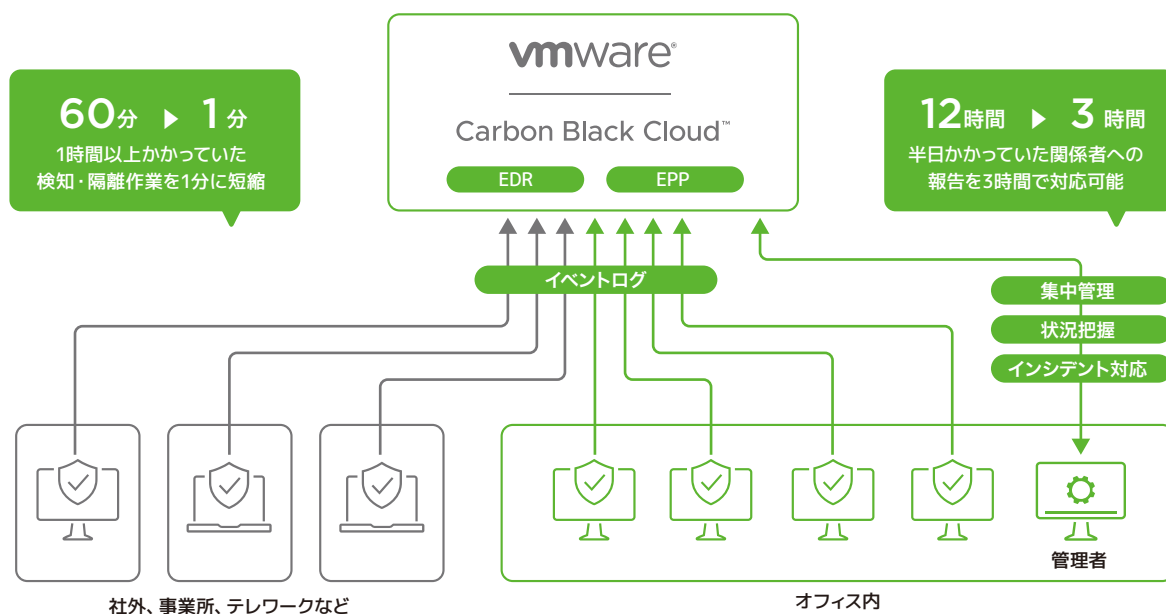 vmware®
Carbon Black Cloud™
EDR
EPP
60分 ▶ 1分
1時間以上かかっていた
検知・隔離作業を1分に短縮
12時間 ▶ 3時間
半日かかっていた関係者への
報告を3時間で対応可能
イベントログ
集中管理
状況把握
インシデント対応
管理者
社外、事業所、テレワークなど
オフィス内